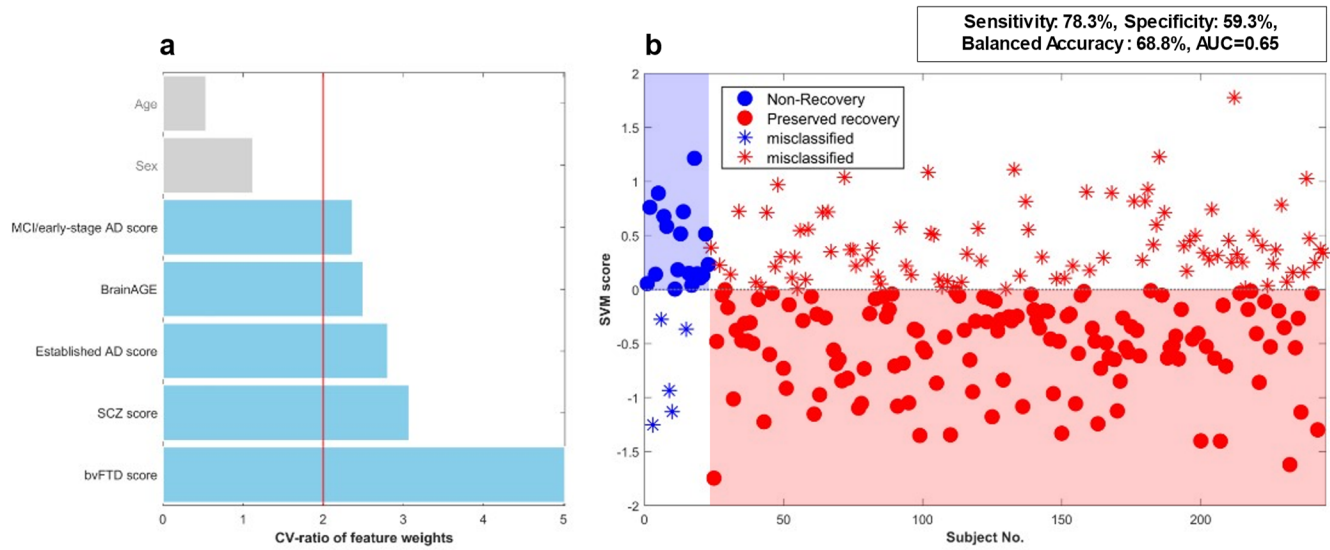 Sensitivity: 78.3%, Specificity: 59.3%,
Balanced Accuracy : 68.8%, AUC=0.65
a
Age
Sex
MCI/early-stage AD score
BrainAGE
Established AD score
SCZ score
bvFTD score
0 1 2 3 4 5
CV-ratio of feature weights
b
2
1.5
1
0.5
0
-0.5
-1
-1.5
-2
SVM score
Non-Recovery
Preserved recovery
misclassified
misclassified
0 50 100 150 200
Subject No.